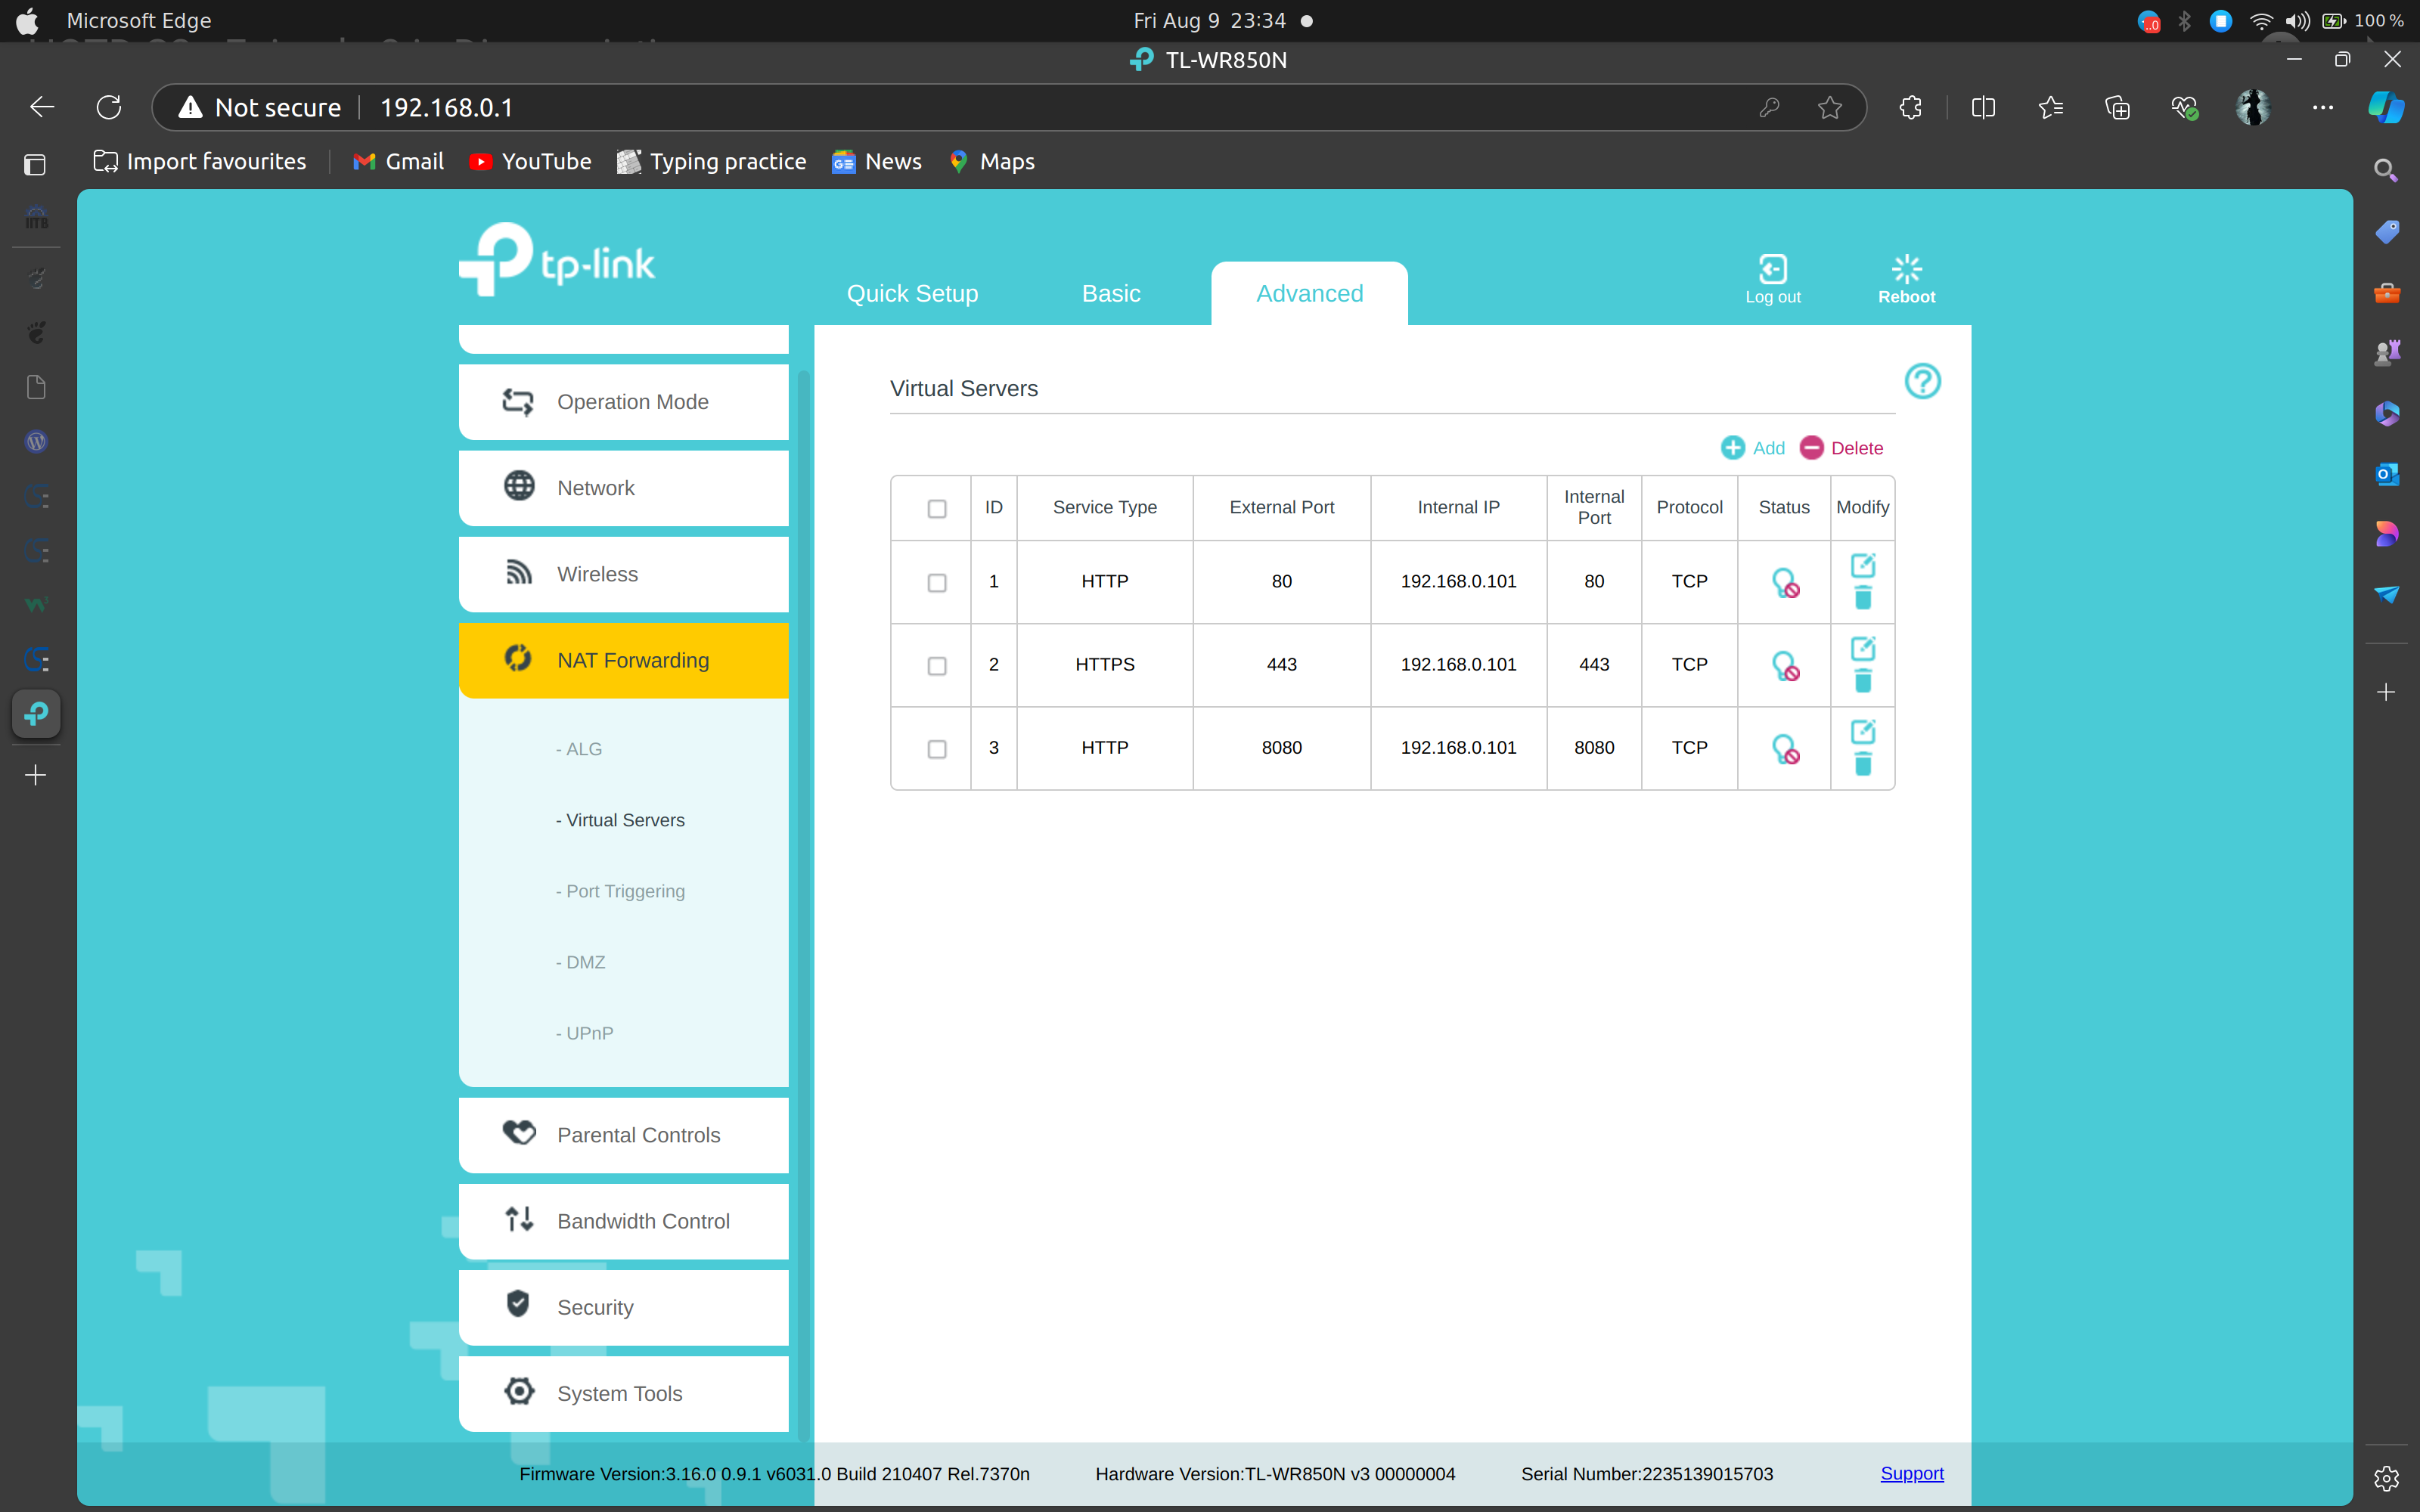 Microsoft Edge
Fri Aug 9 23:34
100 %
TL-WR850N
Not secure
192.168.0.1
Import favourites
Gmail
YouTube
Typing practice
News
Maps
tp-link
Quick Setup
Basic
Advanced
Log out
Reboot
Operation Mode
Network
Wireless
NAT Forwarding
- ALG
- Virtual Servers
- Port Triggering
- DMZ
- UPnP
Parental Controls
Bandwidth Control
Security
System Tools
Virtual Servers
Add
Delete
ID Service Type External Port Internal IP Internal Port Protocol Status Modify
1 HTTP 80 192.168.0.101 80 TCP
2 HTTPS 443 192.168.0.101 443 TCP
3 HTTP 8080 192.168.0.101 8080 TCP
Firmware Version:3.16.0 0.9.1 v6031.0 Build 210407 Rel.7370n
Hardware Version:TL-WR850N v3 00000004
Serial Number:2235139015703
Support